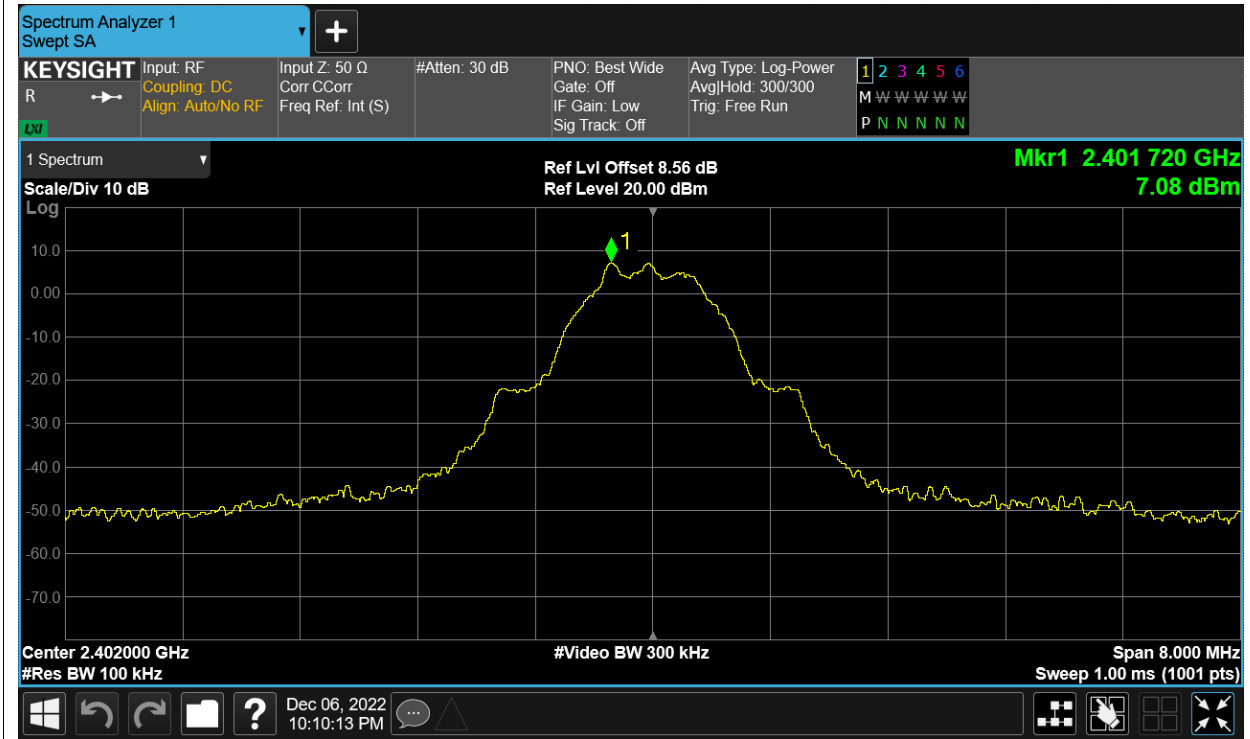 Spectrum Analyzer 1
Swept SA
+
KEYSIGHT
R
LXI
Input: RF
Coupling: DC
Align: Auto/No RF
Input Z: 50 Ω
Corr CCorr
Freq Ref: Int (S)
#Atten: 30 dB
PNO: Best Wide
Gate: Off
IF Gain: Low
Sig Track: Off
Avg Type: Log-Power
Avg|Hold: 300/300
Trig: Free Run
1 2 3 4 5 6
M W W W W W W
P N N N N N N
1 Spectrum
Scale/Div 10 dB
Log
Ref Lvl Offset 8.56 dB
Ref Level 20.00 dBm
Mkr1 2.401 720 GHz
7.08 dBm
1
10.0
0.00
-10.0
-20.0
-30.0
-40.0
-50.0
-60.0
-70.0
Center 2.402000 GHz
#Res BW 100 kHz
#Video BW 300 kHz
Span 8.000 MHz
Sweep 1.00 ms (1001 pts)
?
Dec 06, 2022
10:10:13 PM